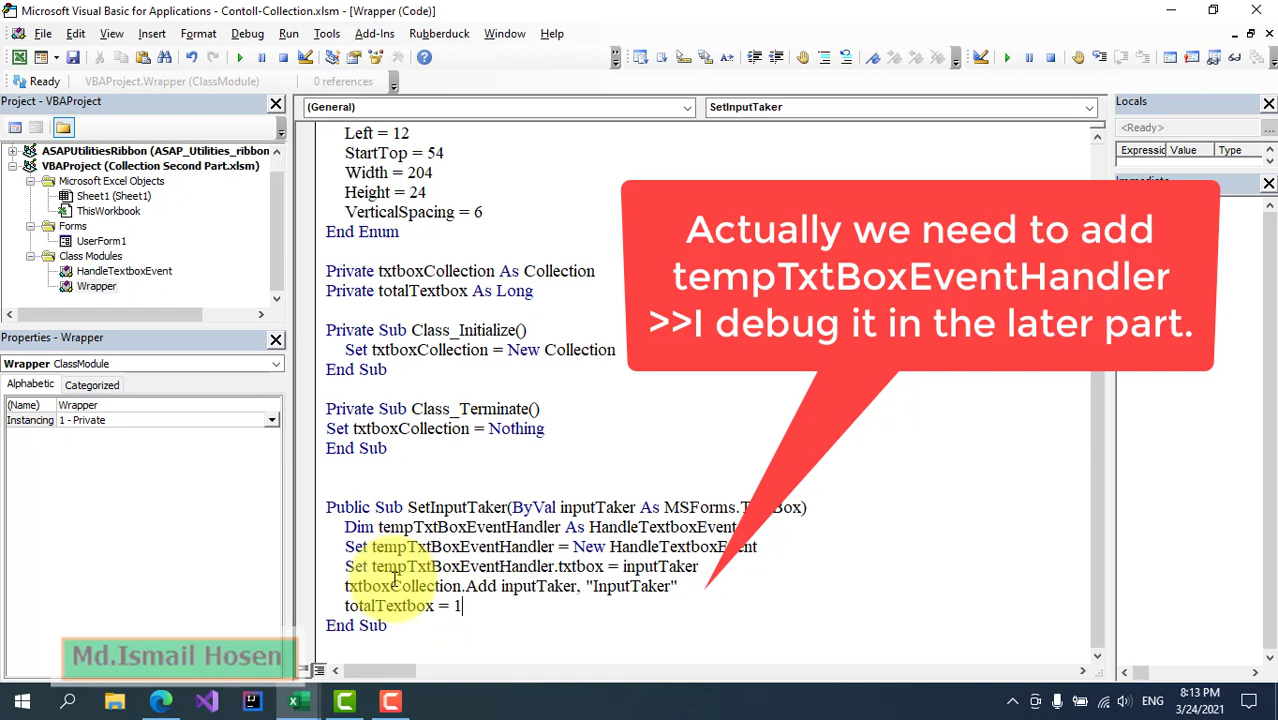 Microsoft Visual Basic for Applications - Contoll-Collection.xlsm - [Wrapper (Code)]
File Edit View Insert Format Debug Run Tools Add-Ins Rubberduck Window Help
Ready VBAProject.Wrapper (ClassModule) 0 references
Project - VBAProject
ASAPUtilitiesRibbon (ASAP_Utilities_ribbon
VBAProject (Collection Second Part.xlsm)
Microsoft Excel Objects
Sheet1 (Sheet1)
ThisWorkbook
Forms
UserForm1
Class Modules
HandleTextboxEvent
Wrapper
Properties - Wrapper
Wrapper ClassModule
Alphabetic Categorized
(Name) Wrapper
Instancing 1 - Private
(General) SetInputTaker
Left = 12
StartTop = 54
Width = 204
Height = 24
VerticalSpacing = 6
End Enum
Private txtboxCollection As Collection
Private totalTextbox As Long
Private Sub Class_Initialize()
Set txtboxCollection = New Collection
End Sub
Private Sub Class_Terminate()
Set txtboxCollection = Nothing
End Sub
Public Sub SetInputTaker(ByVal inputTaker As MSForms.TextBox)
Dim tempTxtBoxEventHandler As HandleTextboxEvent
Set tempTxtBoxEventHandler = New HandleTextboxEvent
Set tempTxtBoxEventHandler.txtbox = inputTaker
txtboxCollection.Add inputTaker, "InputTaker"
totalTextbox = 1
End Sub
Actually we need to add
tempTxtBoxEventHandler
>>I debug it in the later part.
Locals
<Ready>
Expressic Value Type
Md.Ismail Hosen
ENG
8:13 PM
3/24/2021